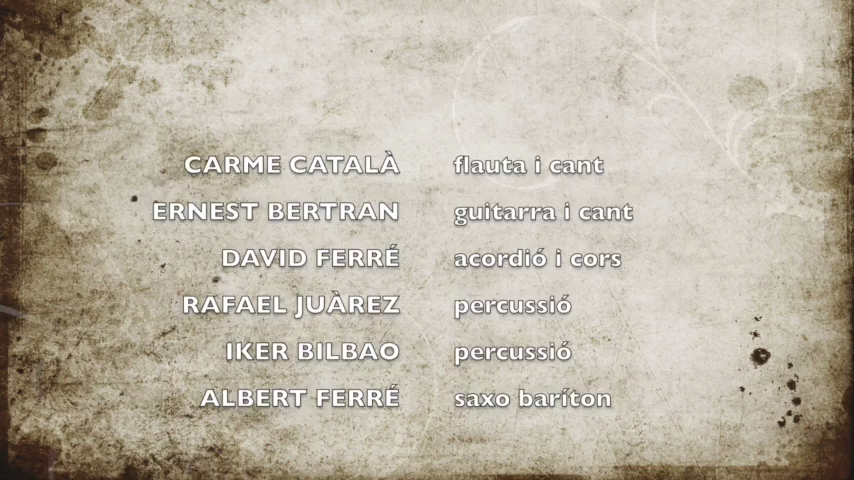 CARME CATALÀ flauta i cant
ERNEST BERTRAN guitarra i cant
DAVID FERRÉ acordió i cors
RAFAEL JUÀREZ percussió
IKER BILBAO percussió
ALBERT FERRÉ saxo baríton